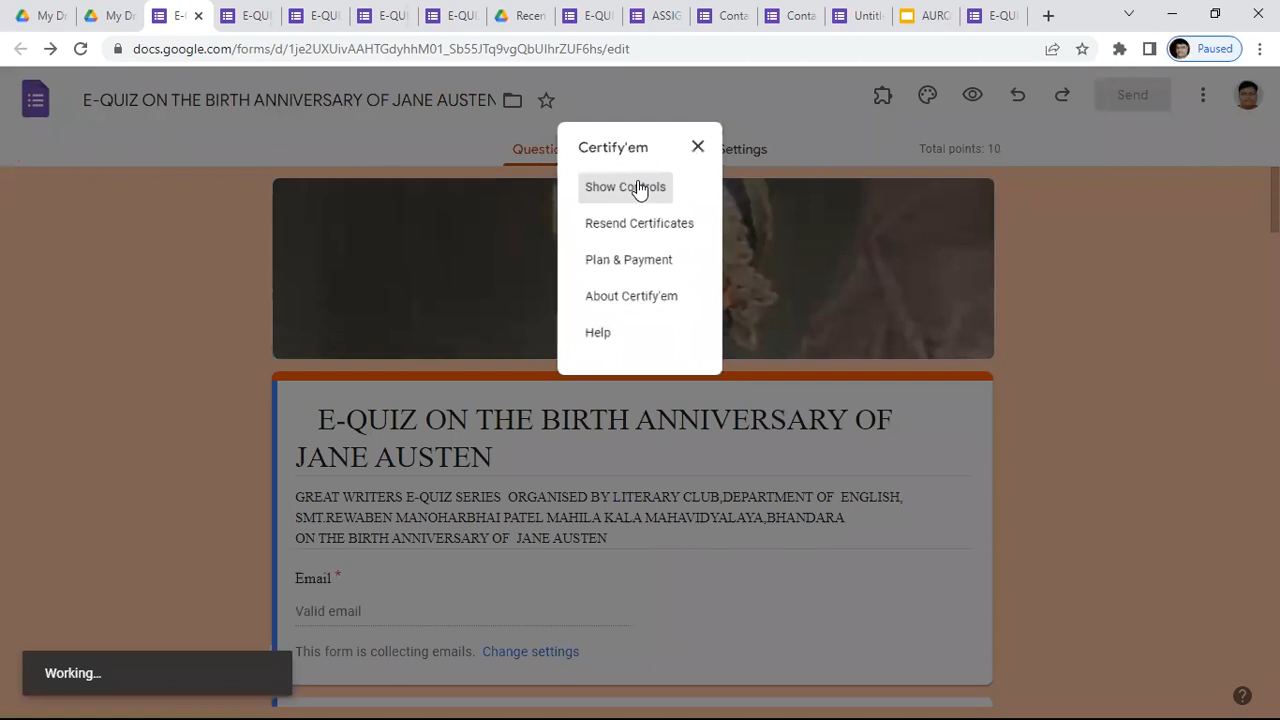 My Dr
My Dr
E-
E-QU
E-QU
E-QU
E-QU
Recen
E-QU
ASSIG
Conta
Conta
Untitl
AURO
E-QU
docs.google.com/forms/d/1je2UXUivAAHTGdyhhM01_Sb55JTq9vgQbUIhrZUF6hs/edit
Paused
E-QUIZ ON THE BIRTH ANNIVERSARY OF JANE AUSTEN
Send
Questio
Settings
Total points: 10
Certify'em
Show Controls
Resend Certificates
Plan & Payment
About Certify'em
Help
E-QUIZ ON THE BIRTH ANNIVERSARY OF
JANE AUSTEN
GREAT WRITERS E-QUIZ SERIES ORGANISED BY LITERARY CLUB,DEPARTMENT OF ENGLISH,
SMT.REWABEN MANOHARBHAI PATEL MAHILA KALA MAHAVIDYALAYA,BHANDARA
ON THE BIRTH ANNIVERSARY OF JANE AUSTEN
Email *
Valid email
This form is collecting emails. Change settings
Working...